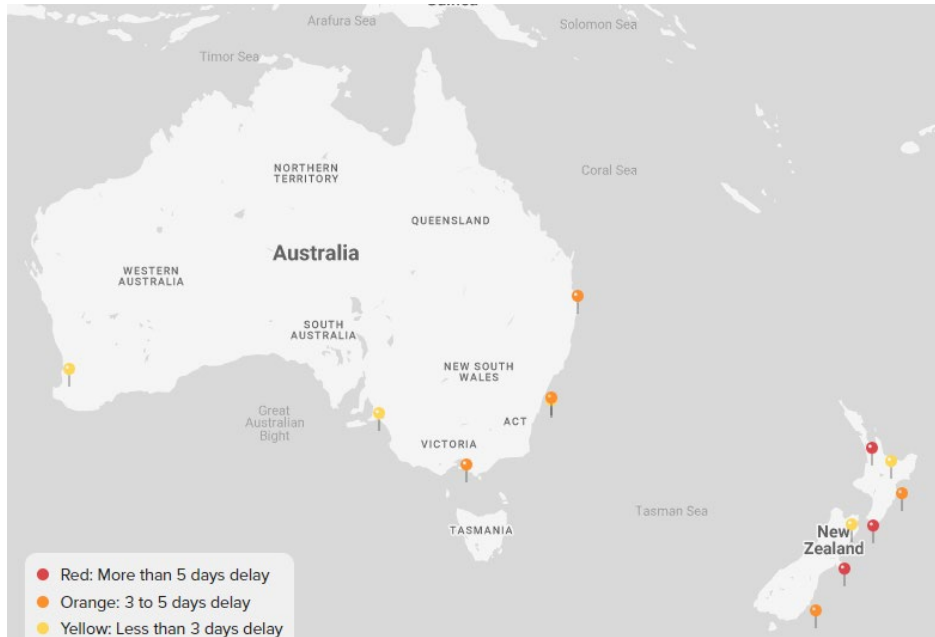 Arafura Sea
Solomon Sea
Timor Sea
Coral Sea
NORTHERN
TERRITORY
QUEENSLAND
Australia
WESTERN
AUSTRALIA
SOUTH
AUSTRALIA
NEW SOUTH
WALES
Great
Australian
Bight
ACT
VICTORIA
TASMANIA
Tasman Sea
New
Zealand
Red: More than 5 days delay
Orange: 3 to 5 days delay
Yellow: Less than 3 days delay